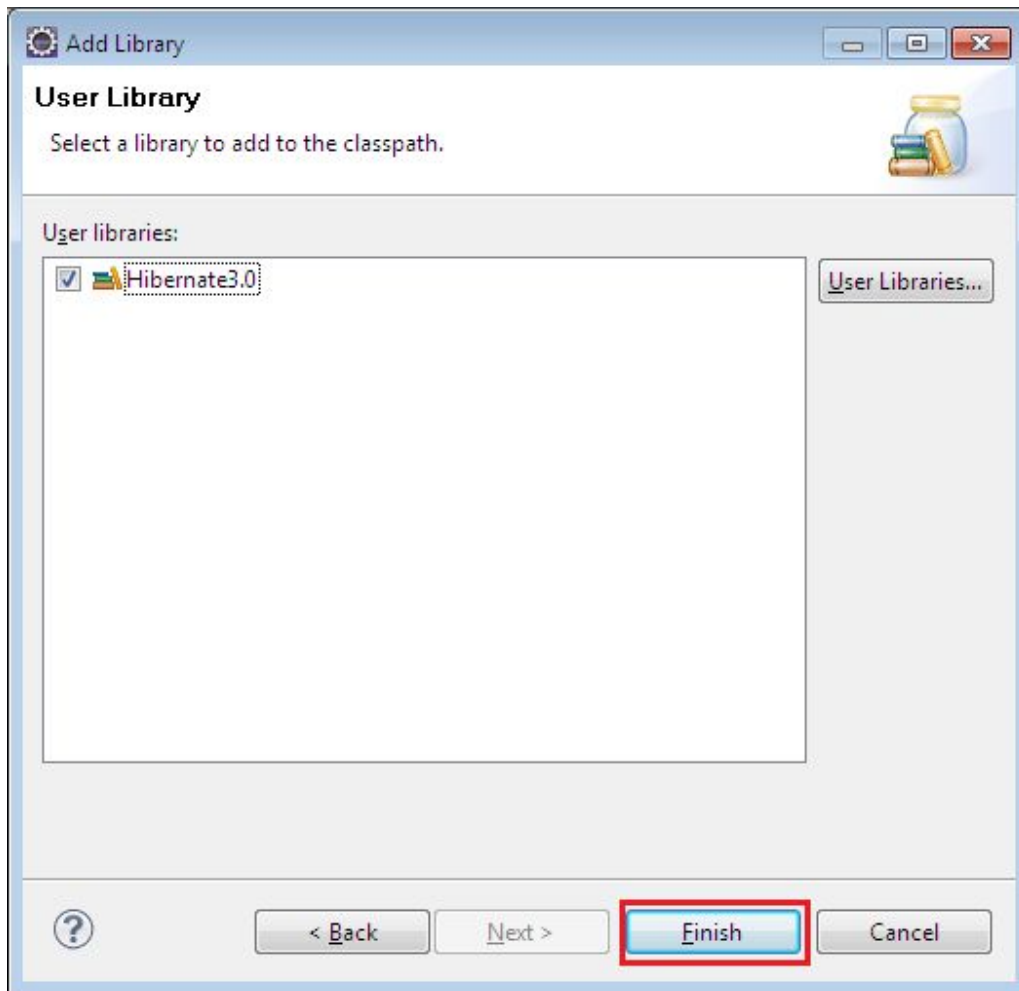 Add Library
User Library
Select a library to add to the classpath.
User libraries:
Hibernate3.0
User Libraries...
< Back
Next >
Finish
Cancel